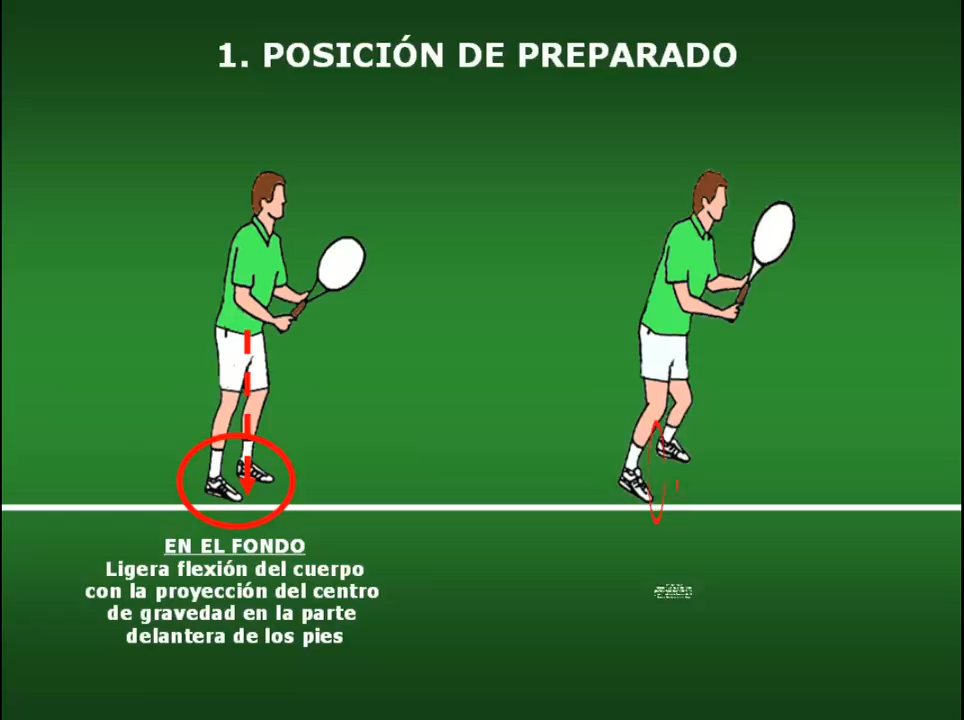 1. POSICIÓN DE PREPARADO
EN EL FONDO
Ligera flexión del cuerpo
con la proyección del centro
de gravedad en la parte
delantera de los pies